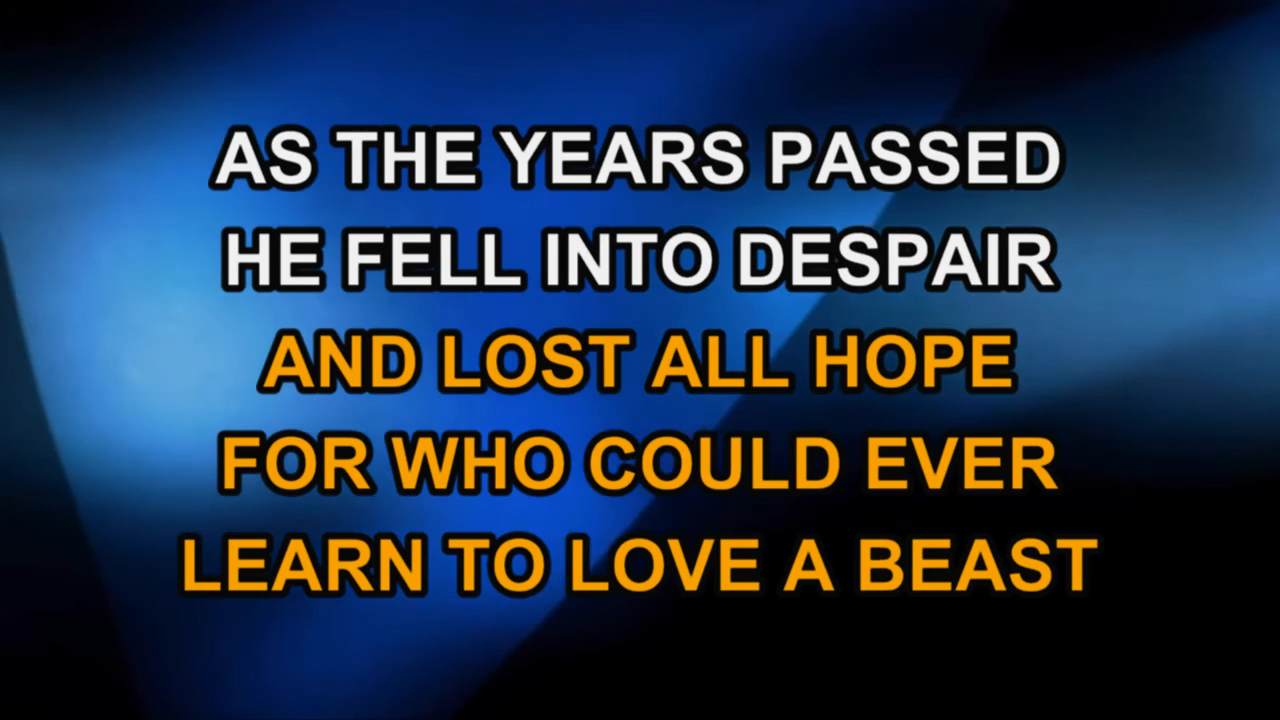 AS THE YEARS PASSED
HE FELL INTO DESPAIR
AND LOST ALL HOPE
FOR WHO COULD EVER
LEARN TO LOVE A BEAST